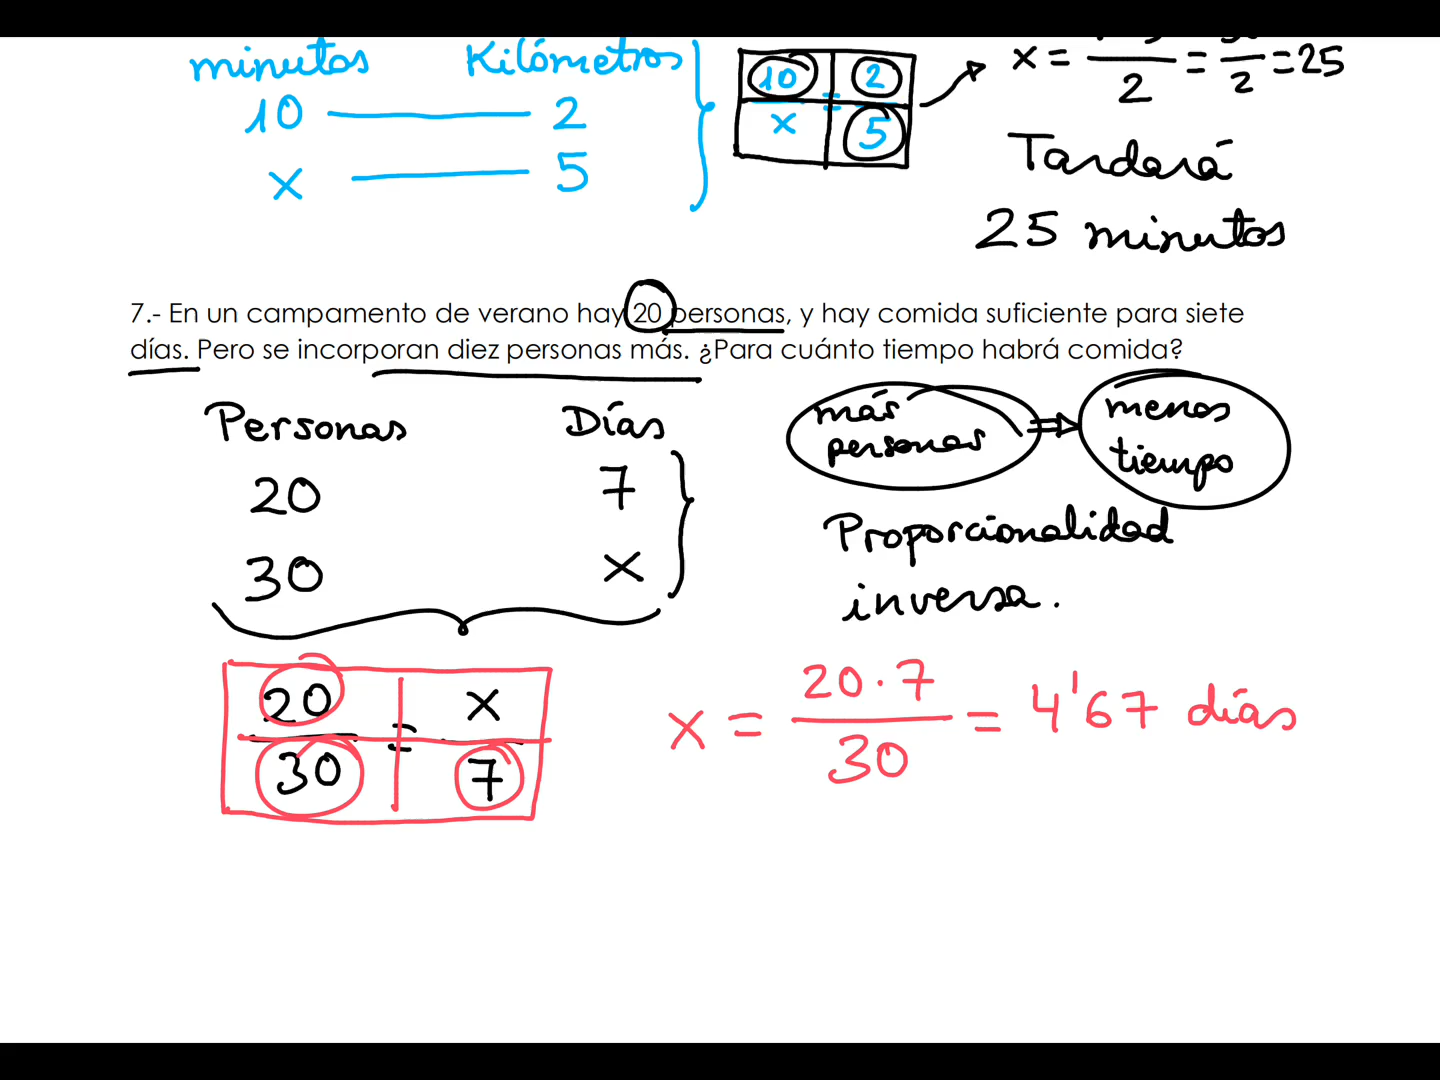 minutos Kilómetros
10 2
x 5
10 2
=
x 5
x = 2 = 2 = 25
Tardará
25 minutos
7.- En un campamento de verano hay 20 personas, y hay comida suficiente para siete
días. Pero se incorporan diez personas más. ¿Para cuánto tiempo habrá comida?
Personas Días
20 7
30 x
más
personas
⇒
menos
tiempo
Proporcionalidad
inversa.
20 x
=
30 7
x = 20 · 7 / 30 = 4'67 días